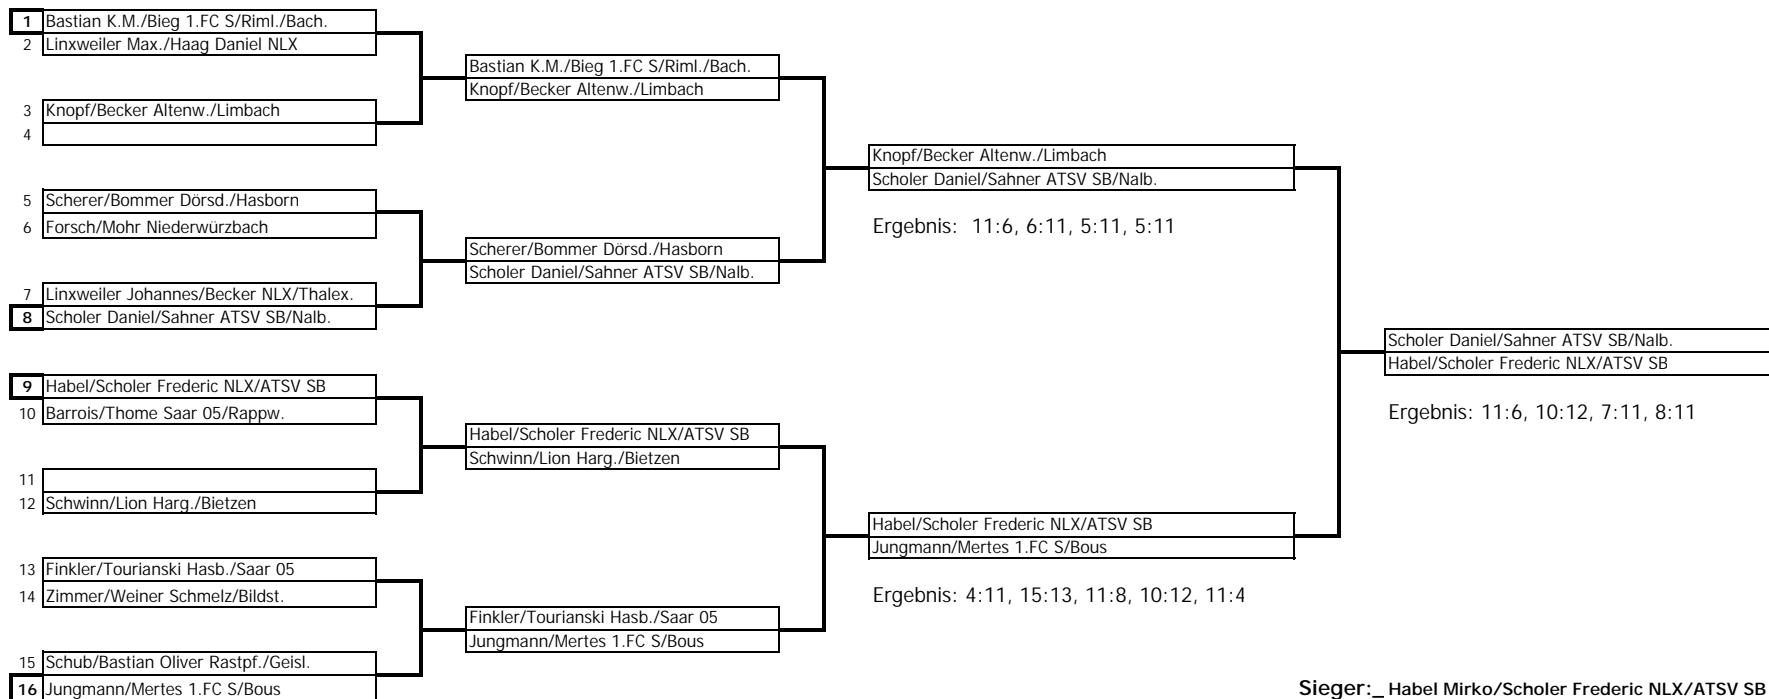 1 Bastian K.M./Bieg 1.FC S/Riml./Bach.
2 Linxweiler Max./Haag Daniel NLX
3 Knopf/Becker Altenw./Limbach
4
5 Scherer/Bommer Dörsd./Hasborn
6 Forsch/Mohr Niederwürzbach
7 Linxweiler Johannes/Becker NLX/Thalex.
8 Scholer Daniel/Sahner ATSV SB/Nalb.
9 Habel/Scholer Frederic NLX/ATSV SB
10 Barrois/Thome Saar 05/Rappw.
11
12 Schwinn/Lion Harg./Bietzen
13 Finkler/Tourianski Hasb./Saar 05
14 Zimmer/Weiner Schmelz/Bildst.
15 Schub/Bastian Oliver Rastpf./Geisl.
16 Jungmann/Mertes 1.FC S/Bous
Bastian K.M./Bieg 1.FC S/Riml./Bach.
Knopf/Becker Altenw./Limbach
Scherer/Bommer Dörsd./Hasborn
Scholer Daniel/Sahner ATSV SB/Nalb.
Habel/Scholer Frederic NLX/ATSV SB
Schwinn/Lion Harg./Bietzen
Finkler/Tourianski Hasb./Saar 05
Jungmann/Mertes 1.FC S/Bous
Knopf/Becker Altenw./Limbach
Scholer Daniel/Sahner ATSV SB/Nalb.
Ergebnis: 11:6, 6:11, 5:11, 5:11
Habel/Scholer Frederic NLX/ATSV SB
Jungmann/Mertes 1.FC S/Bous
Ergebnis: 4:11, 15:13, 11:8, 10:12, 11:4
Scholer Daniel/Sahner ATSV SB/Nalb.
Habel/Scholer Frederic NLX/ATSV SB
Ergebnis: 11:6, 10:12, 7:11, 8:11
Sieger:_ Habel Mirko/Scholer Frederic NLX/ATSV SB